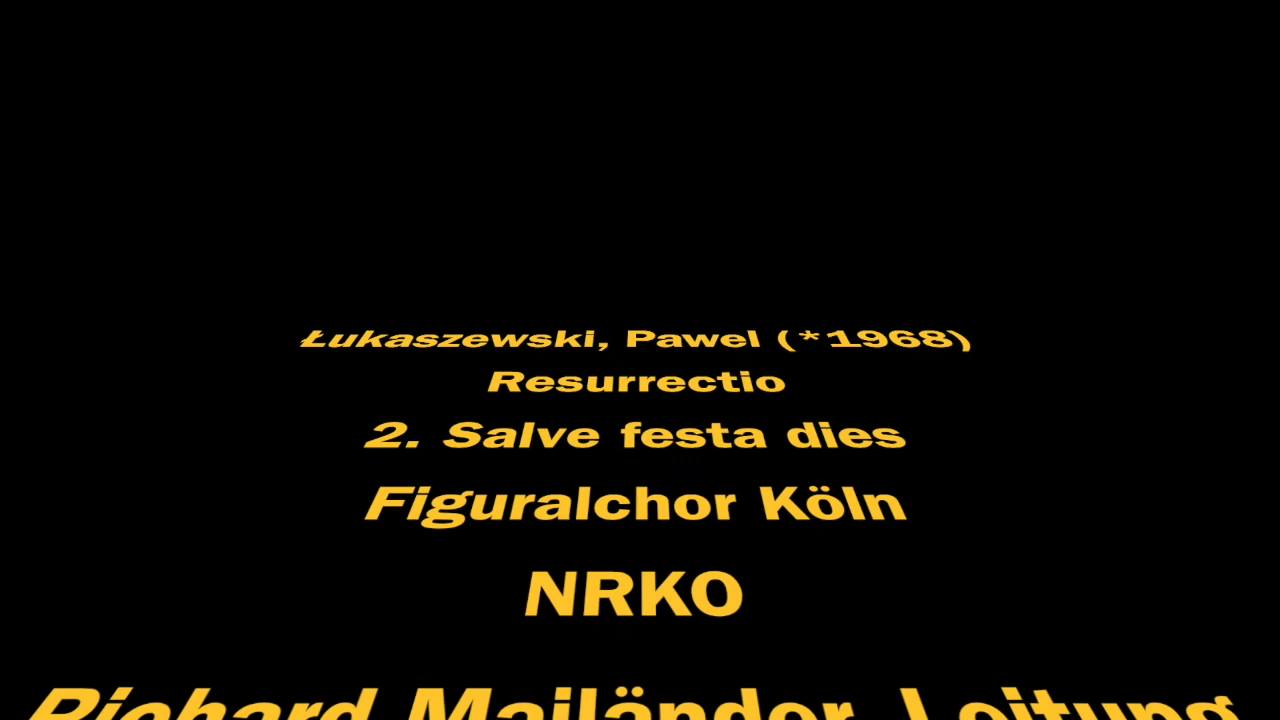 Łukaszewski, Pawel (*1968)
Resurrectio
2. Salve festa dies
Figuralchor Köln
NRKO
Richard Mailänder, Leitung